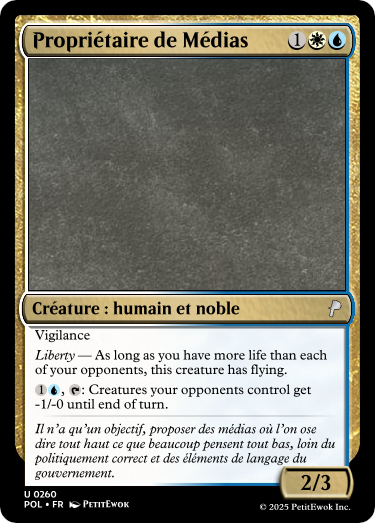 Propriétaire de Médias 1
Créature : humain et noble
Vigilance
Liberty — As long as you have more life than each
of your opponents, this creature has flying.
1, : Creatures your opponents control get
-1/-0 until end of turn.
Il n'a qu'un objectif, proposer des médias où l'on ose
dire tout haut ce que beaucoup pensent tout bas, loin du
politiquement correct et des éléments de langage du
gouvernement.
2/3
U 0260
POL • FR PETITEWOK
© 2025 PetitEwok Inc.